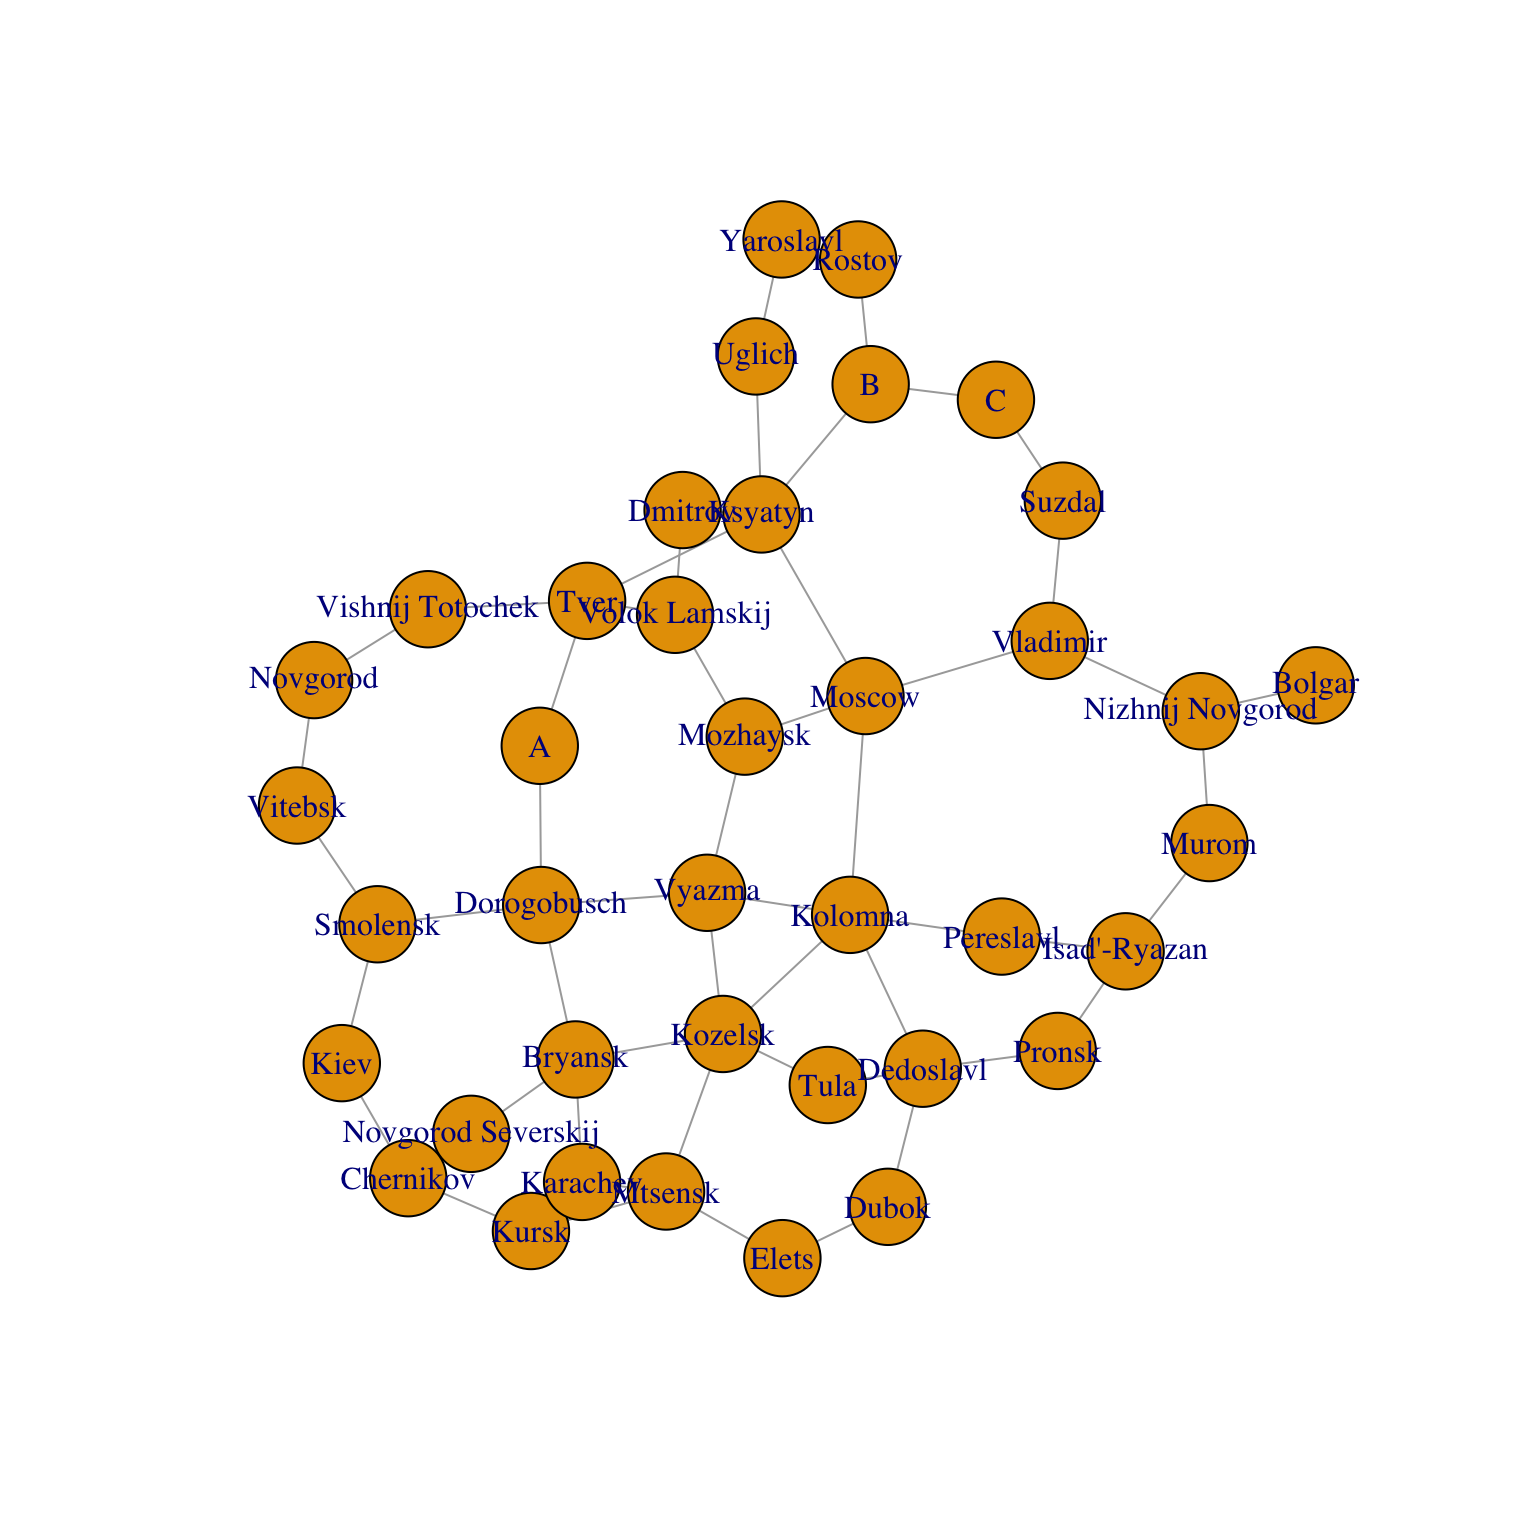 Yaroslavl
Rostov
Uglich
B
C
Suzdal
Dmitrov
Ksyatyn
Vishnij Totochek
Tver
Volok Lamskij
Vladimir
Novgorod
Moscow
Bolgar
Nizhnij Novgorod
A
Mozhaysk
Vitebsk
Murom
Dorogobusch
Vyazma
Smolensk
Kolomna
Pereslavl
Isad'-Ryazan
Kozelsk
Kiev
Bryansk
Tula
Dedoslavl
Pronsk
Novgorod Severskij
Chernikov
Karachev
Mtsensk
Kursk
Dubok
Elets